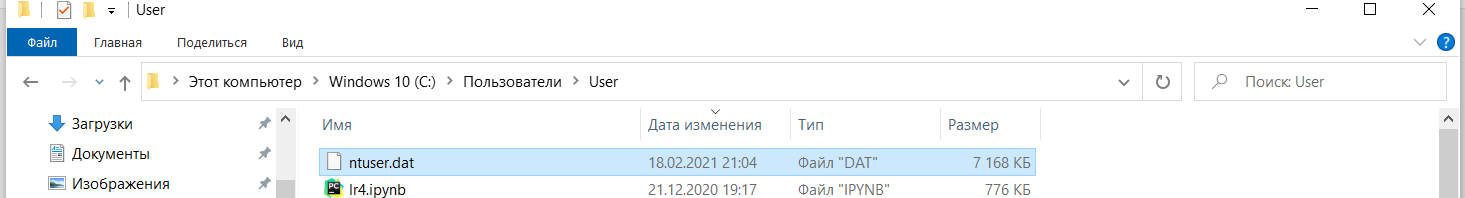 User
Файл Главная Поделиться Вид
Этот компьютер Windows 10 (C:) Пользователи User Поиск: User
Загрузки
Документы
Изображения
Имя Дата изменения Тип Размер
ntuser.dat 18.02.2021 21:04 Файл "DAT" 7 168 КБ
lr4.ipynb 21.12.2020 19:17 Файл "IPYNB" 776 КБ